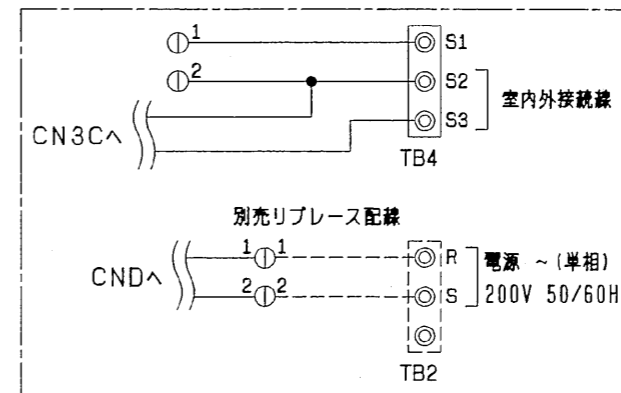 1 S1
2 S2
室内外接続線
CN3Cへ S3
TB4
別売リプレース配線
1 1 R 電源 ~(単相)
CNDへ
2 2 S 200V 50/60H
TB2